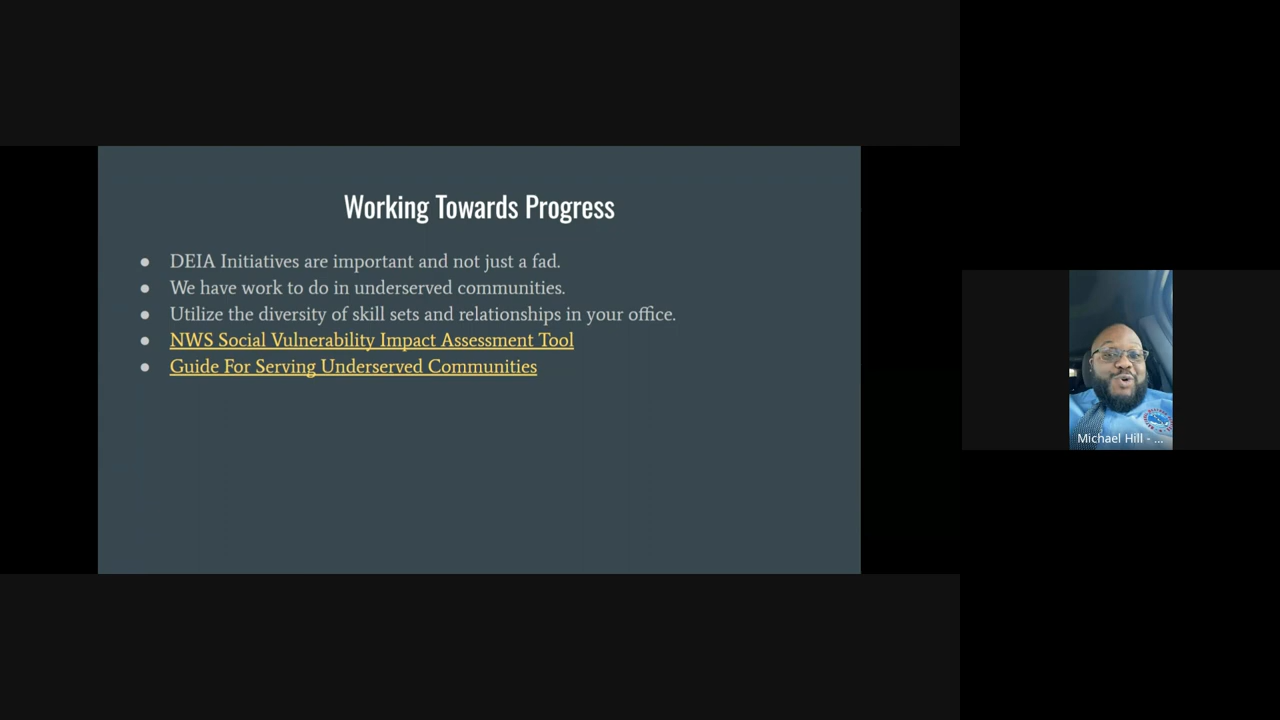 Working Towards Progress
● DEIA Initiatives are important and not just a fad.
● We have work to do in underserved communities.
● Utilize the diversity of skill sets and relationships in your office.
● NWS Social Vulnerability Impact Assessment Tool
● Guide For Serving Underserved Communities
Michael Hill - ...